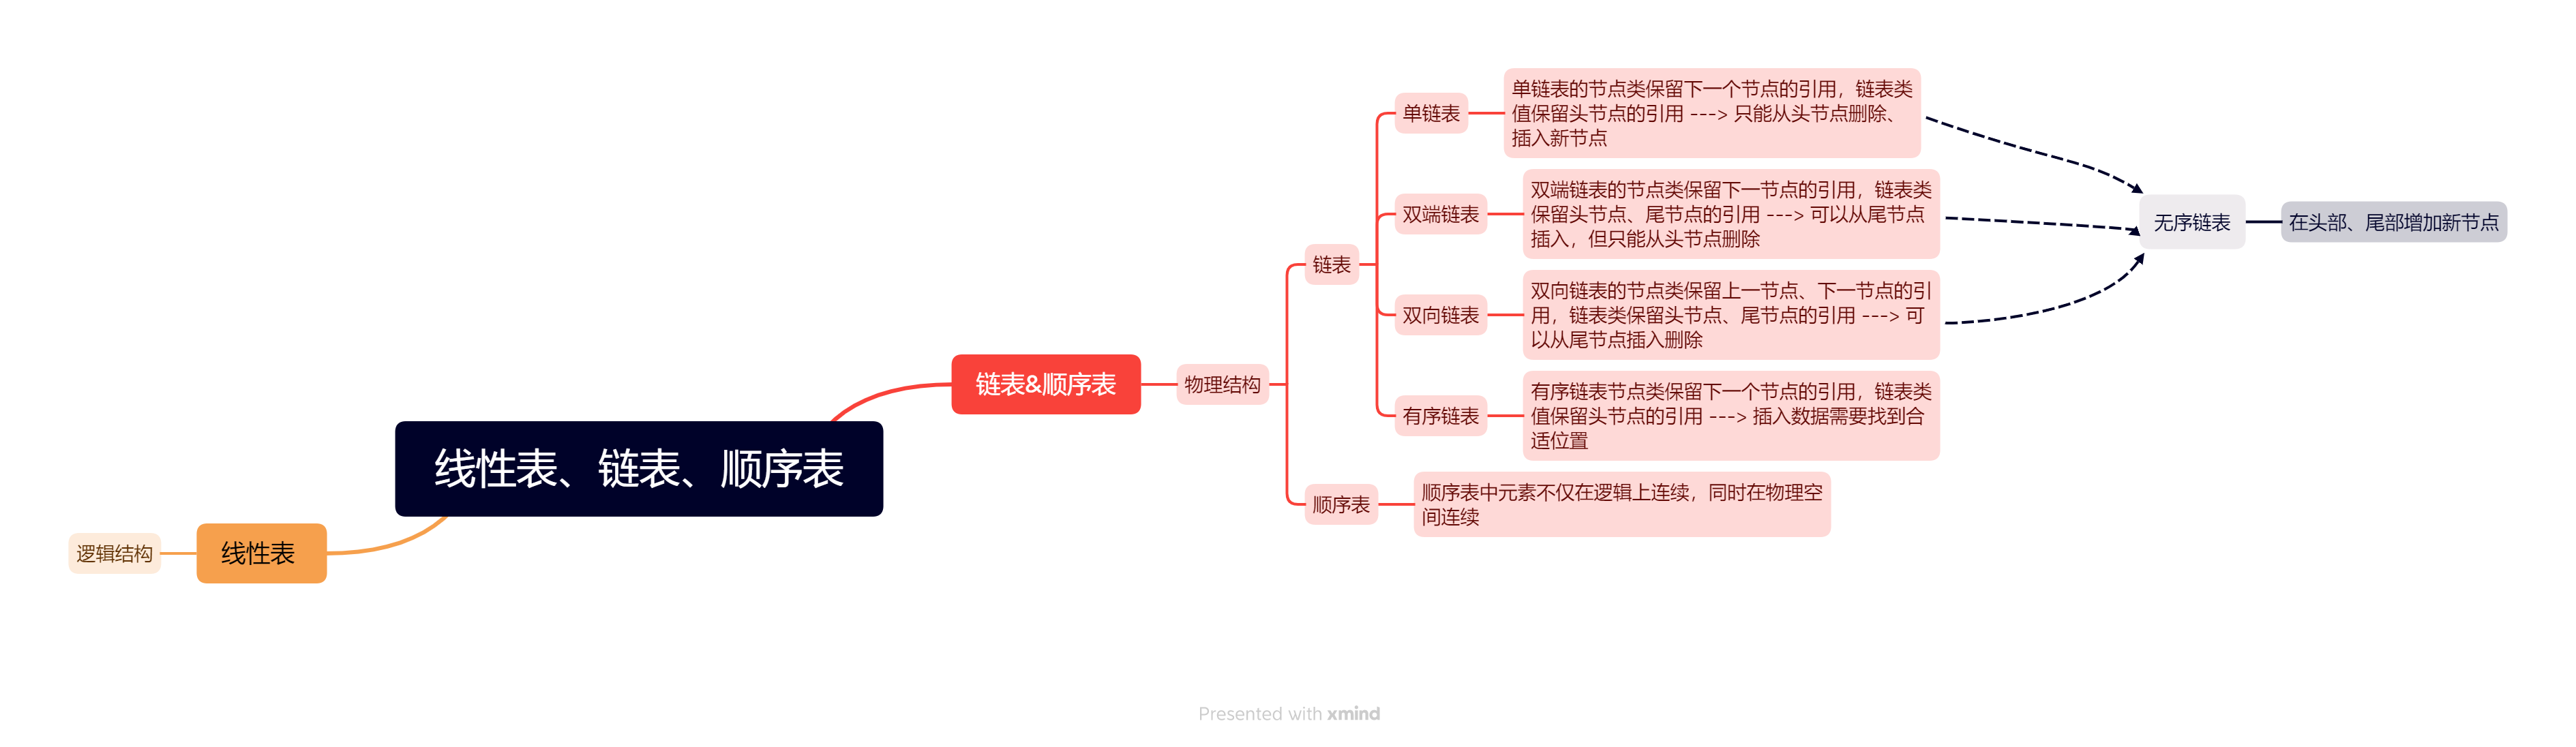 线性表、链表、顺序表
链表&顺序表
物理结构
链表
单链表
单链表的节点类保留下一个节点的引用，链表类
值保留头节点的引用 ---> 只能从头节点删除、
插入新节点
双端链表
双端链表的节点类保留下一节点的引用，链表类
保留头节点、尾节点的引用 ---> 可以从尾节点
插入，但只能从头节点删除
双向链表
双向链表的节点类保留上一节点、下一节点的引
用，链表类保留头节点、尾节点的引用 ---> 可
以从尾节点插入删除
有序链表
有序链表节点类保留下一个节点的引用，链表类
值保留头节点的引用 ---> 插入数据需要找到合
适位置
无序链表
在头部、尾部增加新节点
顺序表
顺序表中元素不仅在逻辑上连续，同时在物理空
间连续
线性表
逻辑结构
Presented with xmind